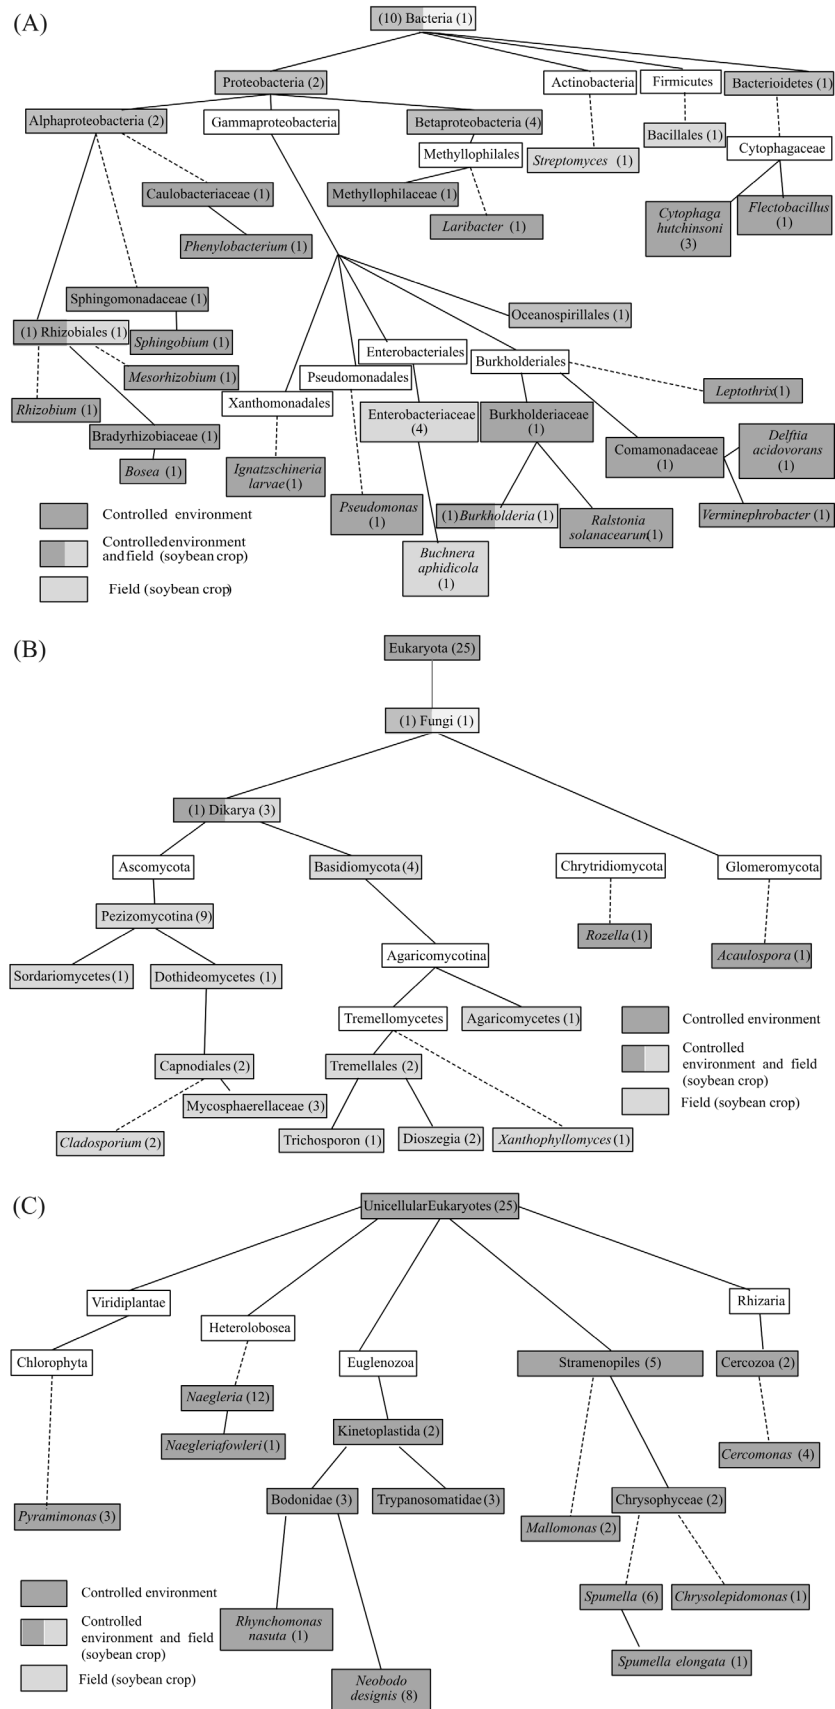 (A)
(10) Bacteria (1)
Proteobacteria (2)
Actinobacteria
Firmicutes
Bacterioidetes (1)
Alphaproteobacteria (2)
Gammaproteobacteria
Betaproteobacteria (4)
Bacillales (1)
Cytophagaceae
Methyllophilales
Streptomyces (1)
Caulobacteriaceae (1)
Methyllophilaceae (1)
Laribacter (1)
Cytophaga
hutchinsoni
(3)
Flectobacillus
(1)
Phenylobacterium (1)
Sphingomonadaceae (1)
Oceanospirillales (1)
(1) Rhizobiales (1)
Sphingobium (1)
Enterobacteriales
Burkholderiales
Mesorhizobium (1)
Pseudomonadales
Leptothrix(1)
Rhizobium (1)
Xanthomonadales
Enterobacteriaceae
(4)
Burkholderiaceae
(1)
Bradyrhizobiaceae (1)
Comamonadaceae
(1)
Delftia
acidovorans
(1)
Bosea (1)
Ignatzschineria
larvae(1)
Pseudomonas
(1)
(1)Burkholderia (1)
Ralstonia
solanacearum(1)
Verminephrobacter (1)
Buchnera
aphidicola
(1)
Controlled environment
Controlled environment
and field (soybean crop)
Field (soybean crop)
(B)
Eukaryota (25)
(1) Fungi (1)
(1) Dikarya (3)
Ascomycota
Basidiomycota (4)
Chrytridiomycota
Glomeromycota
Pezizomycotina (9)
Rozella (1)
Acaulospora (1)
Sordariomycetes (1)
Dothideomycetes (1)
Agaricomycotina
Tremellomycetes
Agaricomycetes (1)
Capnodiales (2)
Tremellales (2)
Mycosphaerellaceae (3)
Cladosporium (2)
Trichosporon (1)
Dioszegia (2)
Xanthophyllomyces (1)
Controlled environment
Controlled
environment and field
(soybean crop)
Field (soybean crop)
(C)
Unicellular Eukaryotes (25)
Viridiplantae
Heterolobosea
Rhizaria
Chlorophyta
Euglenozoa
Stramenopiles (5)
Cercozoa (2)
Naegleria (12)
Kinetoplastida (2)
Naegleriafowleri (1)
Cercomonas (4)
Pyramimonas (3)
Bodonidae (3)
Trypanosomatidae (3)
Chrysophyceae (2)
Mallomonas (2)
Spumella (6)
Chrysolepidomonas (1)
Rhynchomonas
nasuta (1)
Spumella elongata (1)
Neobodo
designis (8)
Controlled environment
Controlled
environment and field
(soybean crop)
Field (soybean crop)